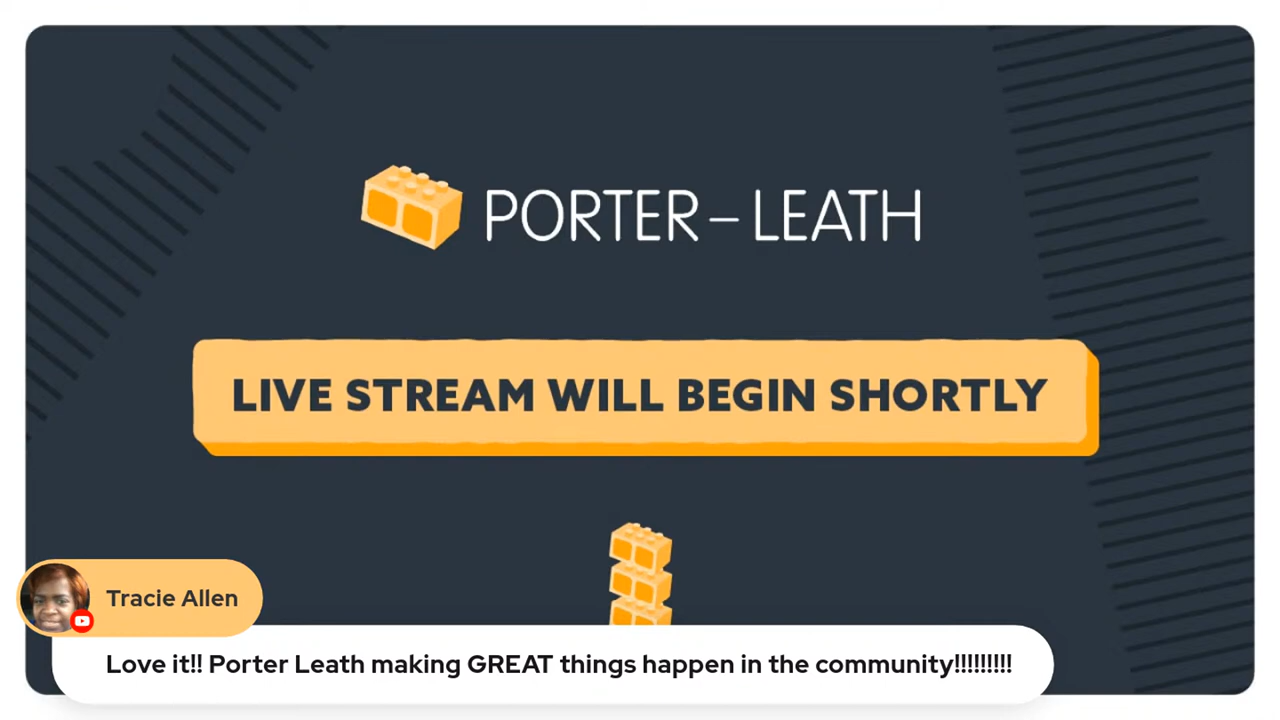 PORTER – LEATH
LIVE STREAM WILL BEGIN SHORTLY
Tracie Allen
Love it!! Porter Leath making GREAT things happen in the community!!!!!!!!!